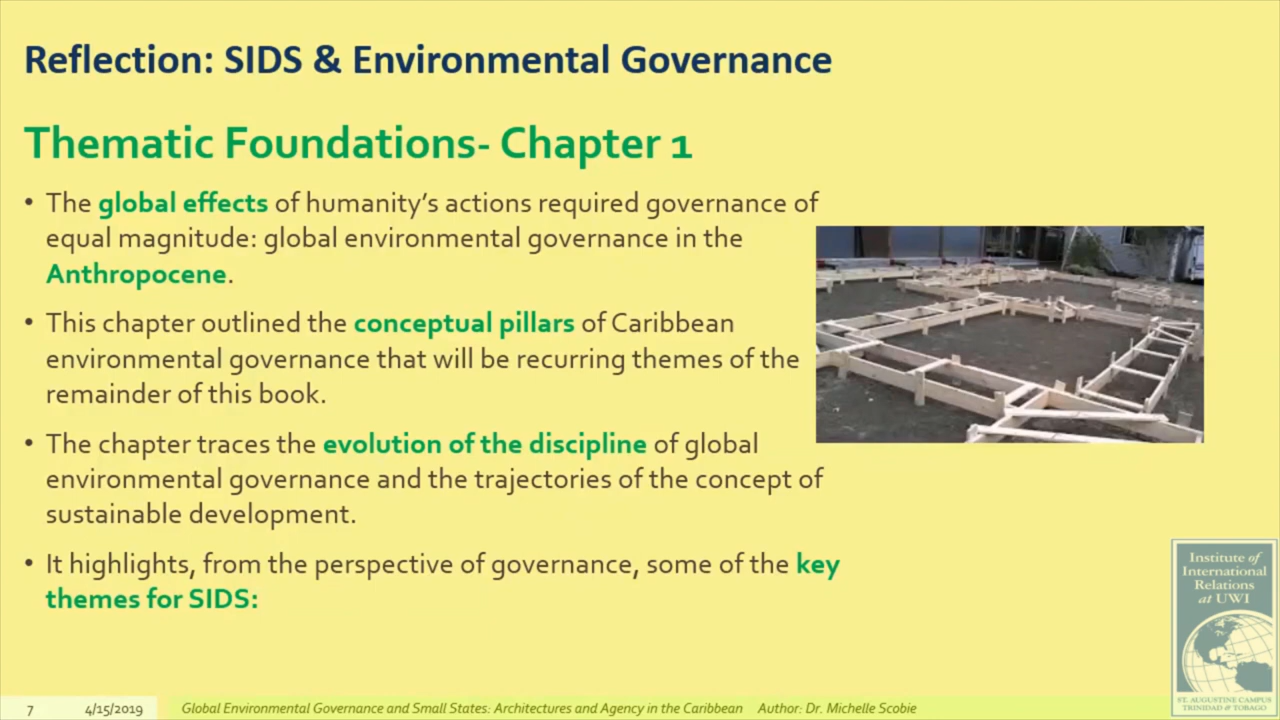 Reflection: SIDS & Environmental Governance
Thematic Foundations- Chapter 1
• The global effects of humanity’s actions required governance of
equal magnitude: global environmental governance in the
Anthropocene.
• This chapter outlined the conceptual pillars of Caribbean
environmental governance that will be recurring themes of the
remainder of this book.
• The chapter traces the evolution of the discipline of global
environmental governance and the trajectories of the concept of
sustainable development.
• It highlights, from the perspective of governance, some of the key
themes for SIDS:
Institute of
International
Relations
at UWI
ST. AUGUSTINE CAMPUS
TRINIDAD & TOBAGO
7 4/15/2019 Global Environmental Governance and Small States: Architectures and Agency in the Caribbean Author: Dr. Michelle Scobie